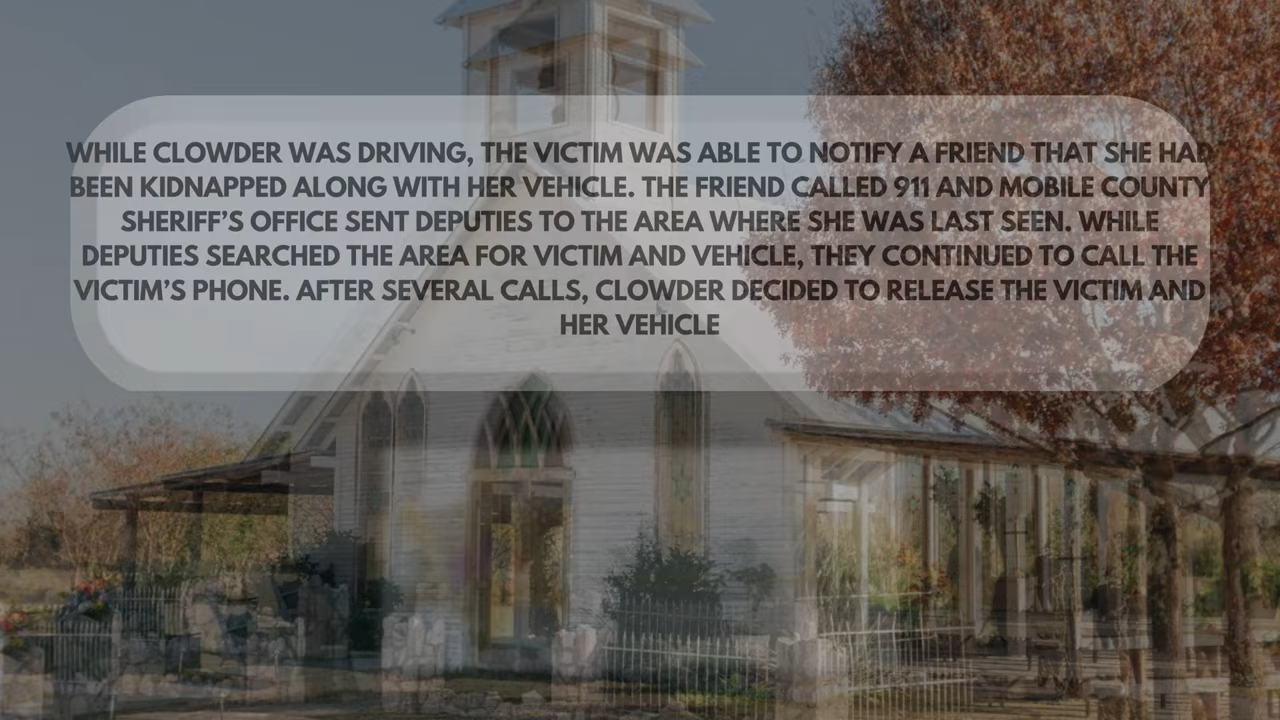 WHILE CLOWDER WAS DRIVING, THE VICTIM WAS ABLE TO NOTIFY A FRIEND THAT SHE HAD
BEEN KIDNAPPED ALONG WITH HER VEHICLE. THE FRIEND CALLED 911 AND MOBILE COUNTY
SHERIFF’S OFFICE SENT DEPUTIES TO THE AREA WHERE SHE WAS LAST SEEN. WHILE
DEPUTIES SEARCHED THE AREA FOR VICTIM AND VEHICLE, THEY CONTINUED TO CALL THE
VICTIM’S PHONE. AFTER SEVERAL CALLS, CLOWDER DECIDED TO RELEASE THE VICTIM AND
HER VEHICLE